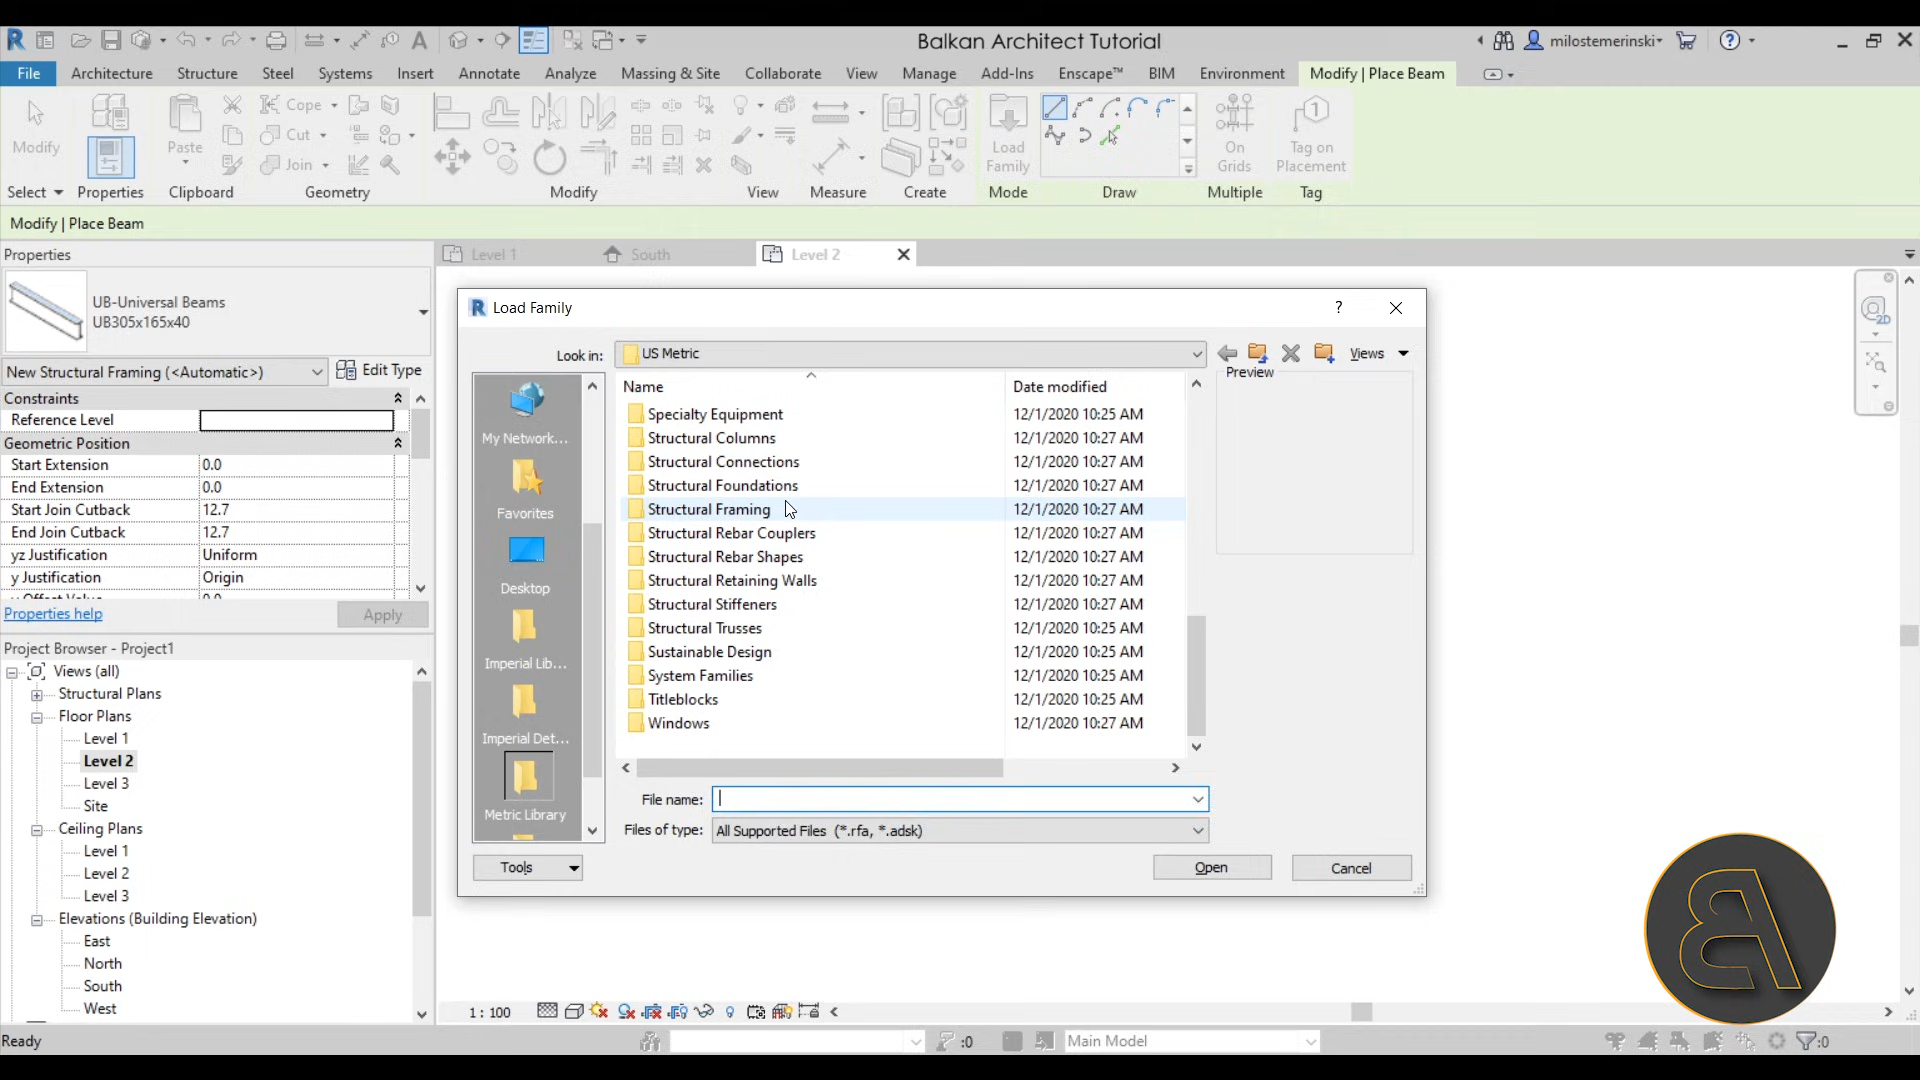 Balkan Architect Tutorial
milostemerinski
File Architecture Structure Steel Systems Insert Annotate Analyze Massing & Site Collaborate View Manage Add-Ins Enscape™ BIM Environment Modify | Place Beam
Modify
Paste
Cope
Cut
Join
Load Family
On Grids
Tag on Placement
Select Properties Clipboard Geometry Modify View Measure Create Mode Draw Multiple Tag
Modify | Place Beam
Properties
UB-Universal Beams
UB305x165x40
New Structural Framing (<Automatic>)
Edit Type
Constraints
Reference Level
Geometric Position
Start Extension 0.0
End Extension 0.0
Start Join Cutback 12.7
End Join Cutback 12.7
yz Justification Uniform
y Justification Origin
y Offset Value 0.0
Properties help
Apply
Project Browser - Project1
Views (all)
Structural Plans
Floor Plans
Level 1
Level 2
Level 3
Site
Ceiling Plans
Level 1
Level 2
Level 3
Elevations (Building Elevation)
East
North
South
West
Level 1
South
Level 2
Load Family
?
Look in: US Metric
Views
Preview
My Network...
Favorites
Desktop
Imperial Lib...
Imperial Det...
Metric Library
Name Date modified
Specialty Equipment 12/1/2020 10:25 AM
Structural Columns 12/1/2020 10:27 AM
Structural Connections 12/1/2020 10:27 AM
Structural Foundations 12/1/2020 10:27 AM
Structural Framing 12/1/2020 10:27 AM
Structural Rebar Couplers 12/1/2020 10:27 AM
Structural Rebar Shapes 12/1/2020 10:27 AM
Structural Retaining Walls 12/1/2020 10:27 AM
Structural Stiffeners 12/1/2020 10:27 AM
Structural Trusses 12/1/2020 10:25 AM
Sustainable Design 12/1/2020 10:25 AM
System Families 12/1/2020 10:25 AM
Titleblocks 12/1/2020 10:25 AM
Windows 12/1/2020 10:27 AM
File name:
Files of type: All Supported Files (*.rfa, *.adsk)
Tools
Open
Cancel
2D
1 : 100
Ready
:0
Main Model
:0